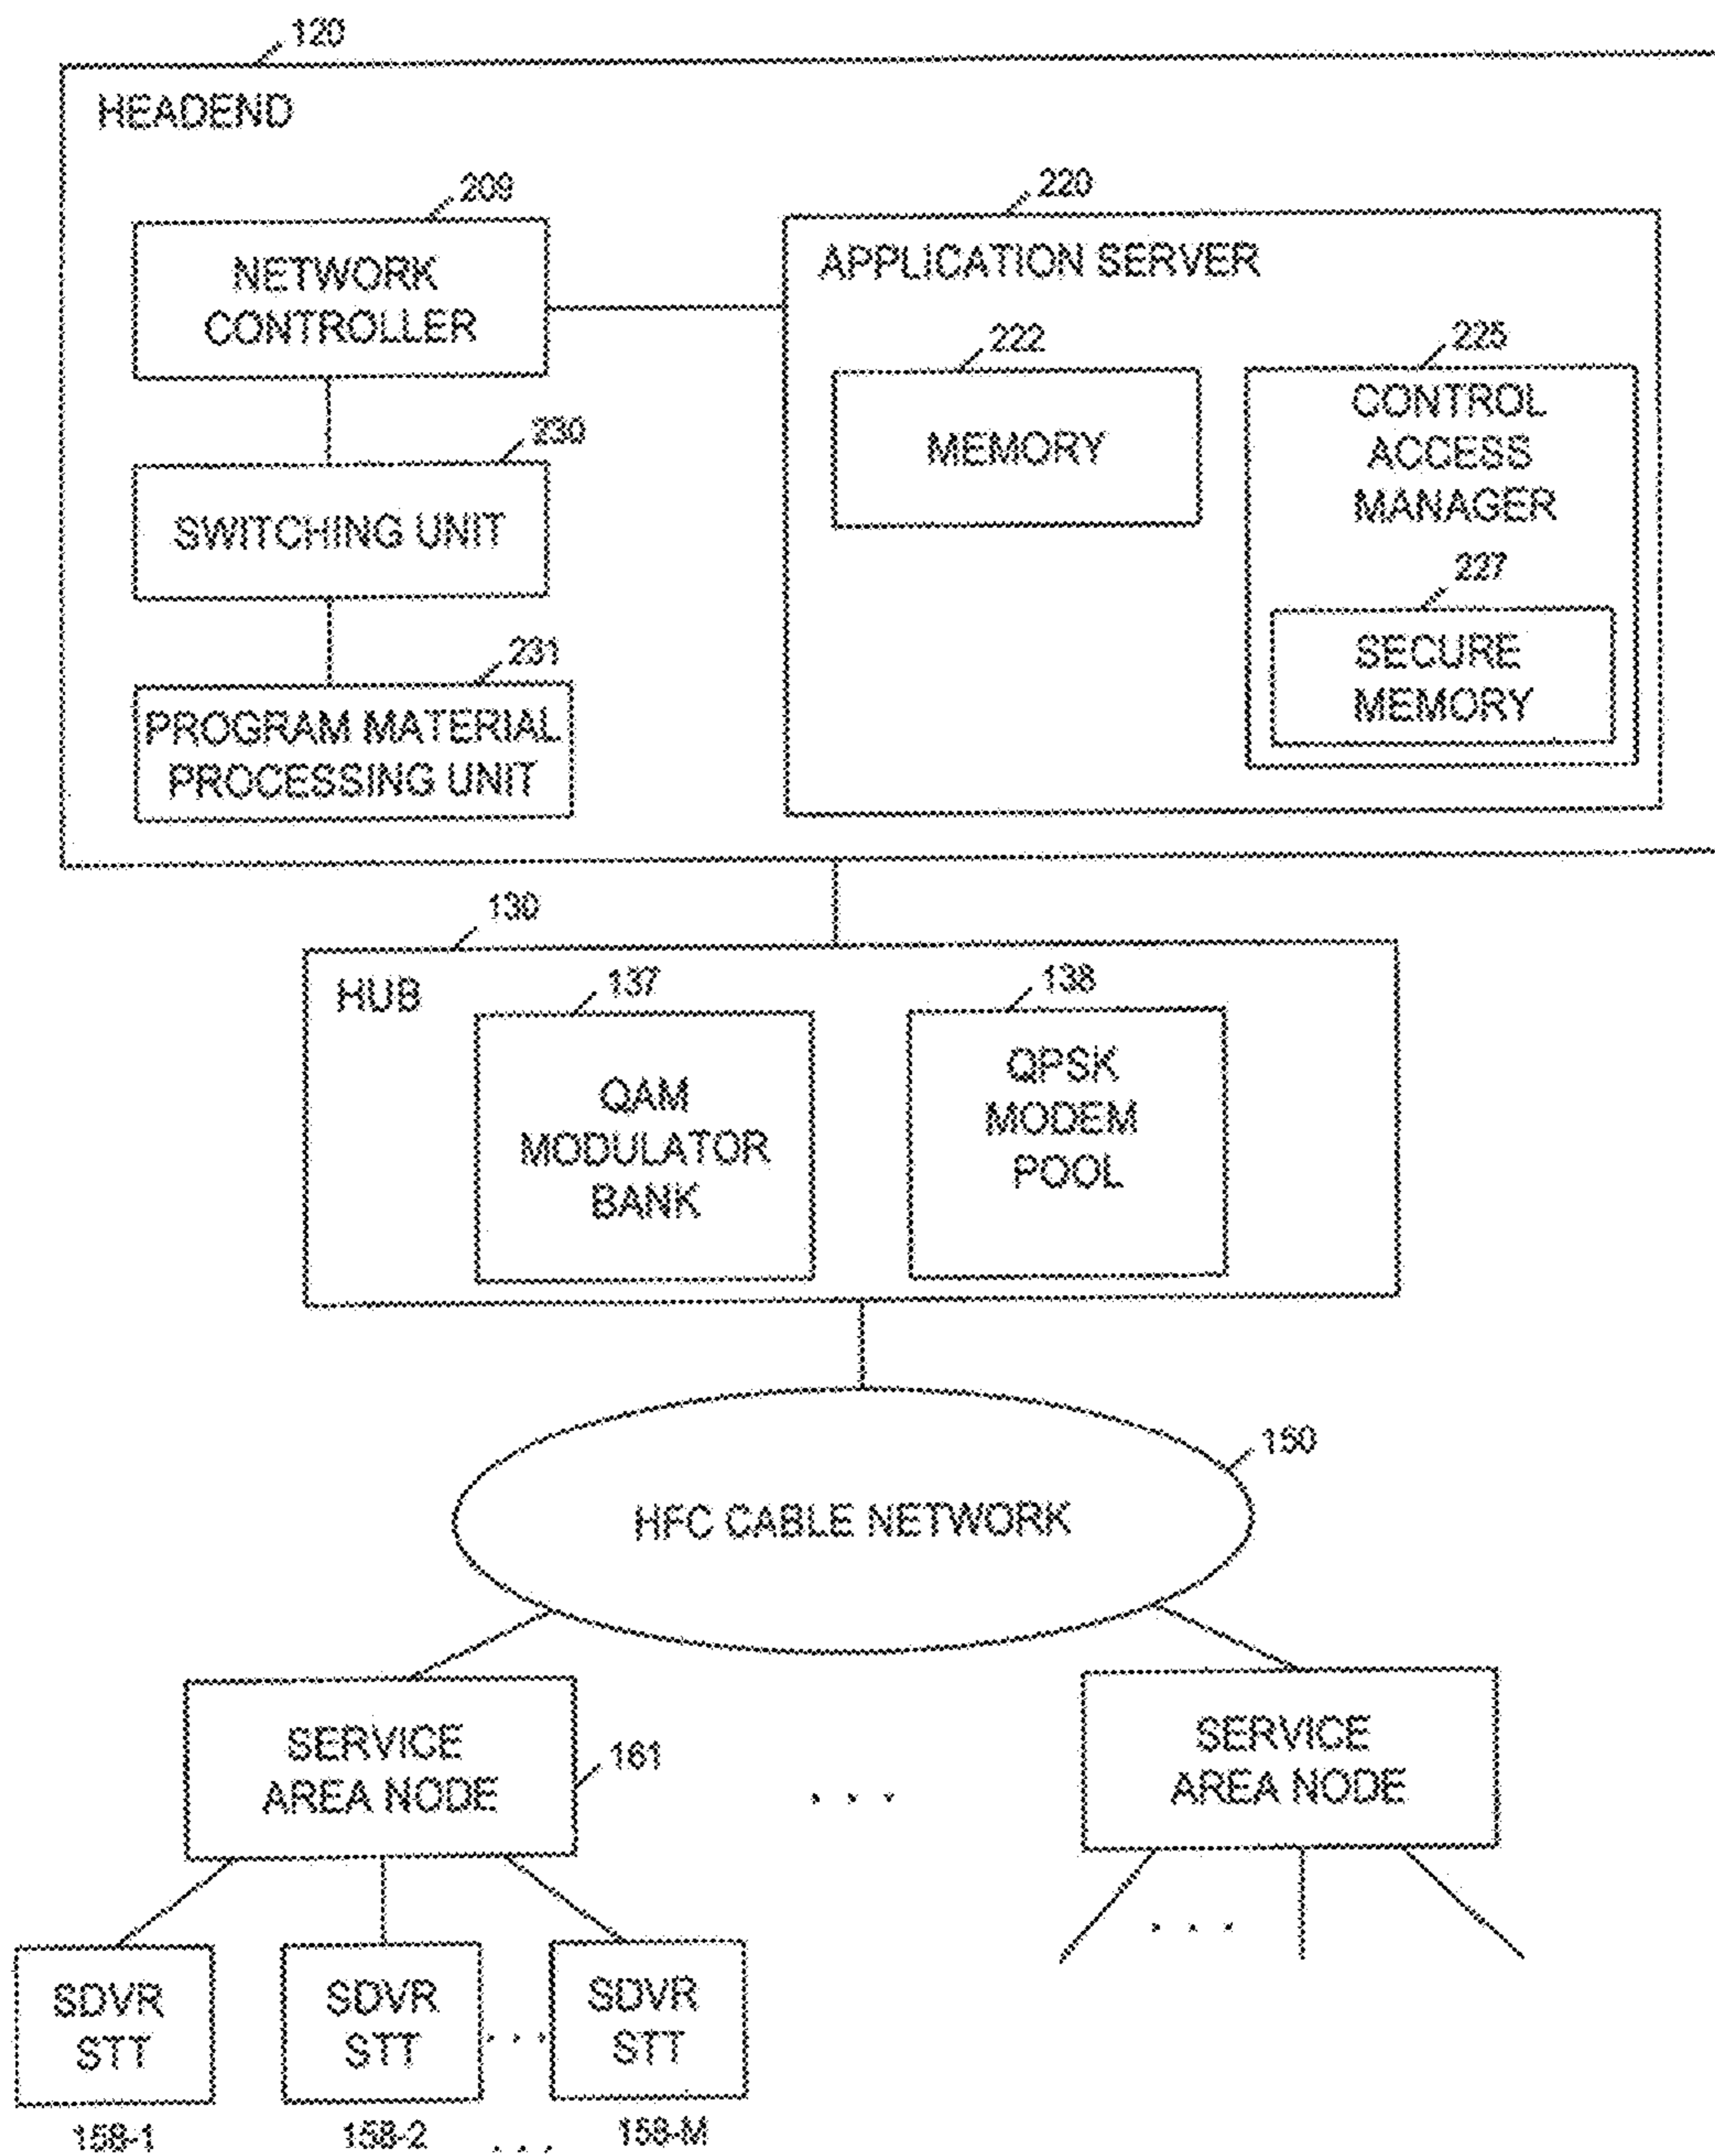 120
HEADEND
209
NETWORK
CONTROLLER
220
APPLICATION SERVER
222
MEMORY
225
CONTROL
ACCESS
MANAGER
227
SECURE
MEMORY
230
SWITCHING UNIT
231
PROGRAM MATERIAL
PROCESSING UNIT
130
HUB
137
QAM
MODULATOR
BANK
138
QPSK
MODEM
POOL
150
HFC CABLE NETWORK
SERVICE
AREA NODE
161
. . .
SERVICE
AREA NODE
. . .
SDVR
STT
SDVR
STT
. . .
SDVR
STT
158-1
158-2
. . .
158-M